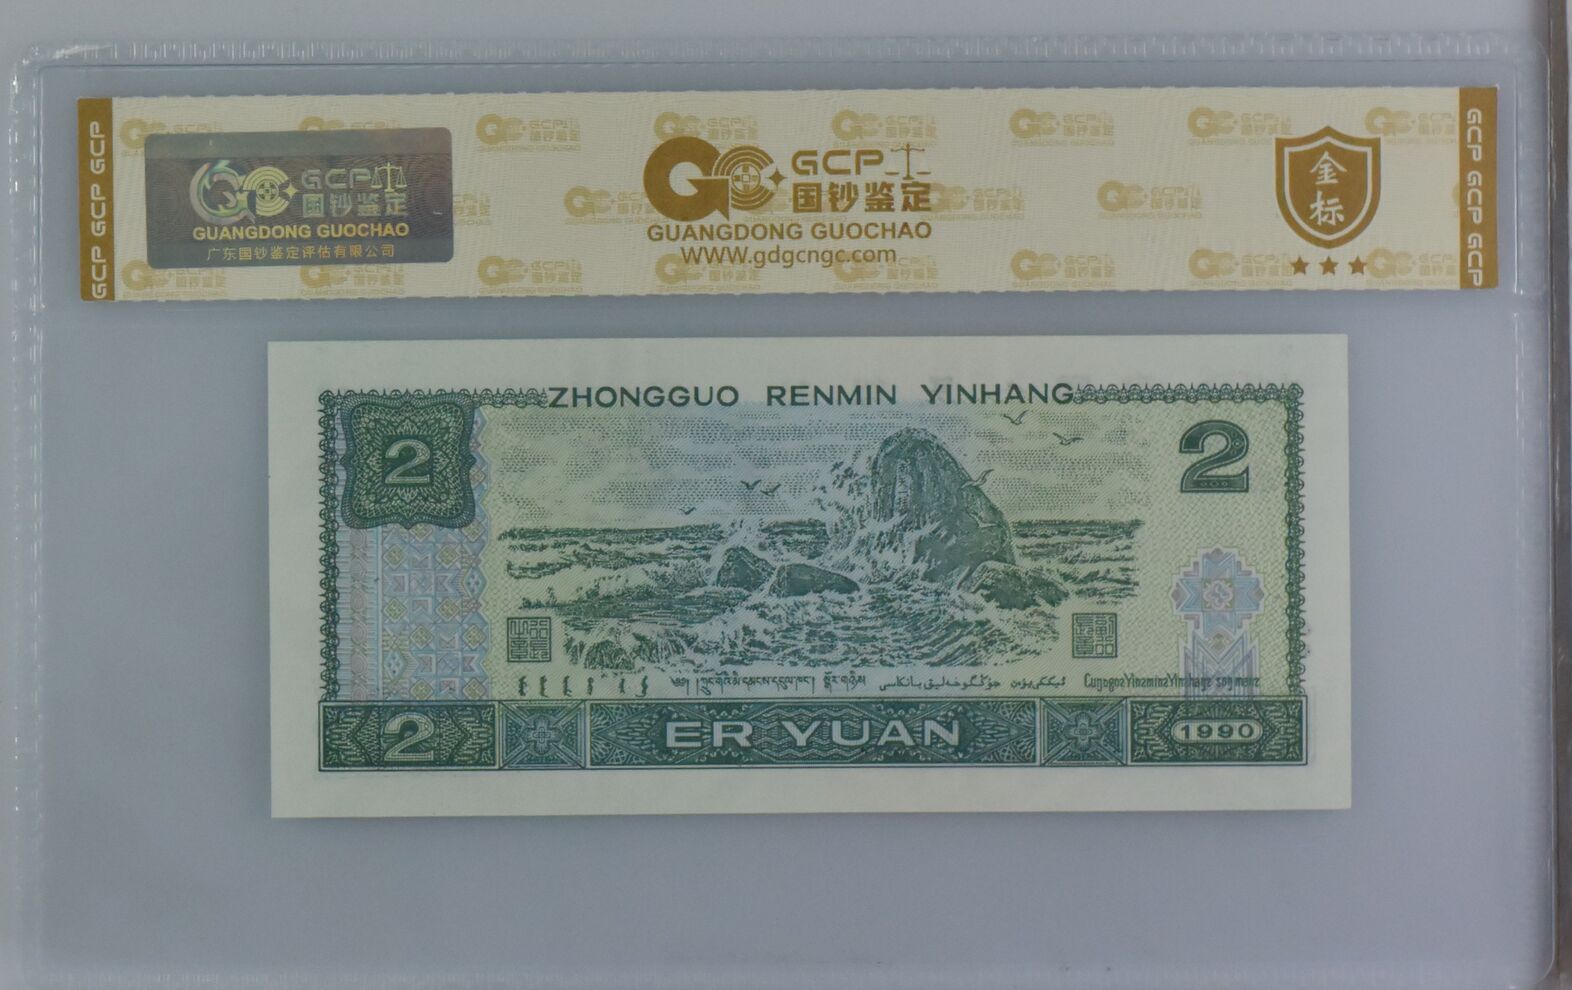 GCP GCP GCP
GCP
国钞鉴定
GUANGDONG GUOCHAO
广东国钞鉴定评估有限公司
GCP
国钞鉴定
GUANGDONG GUOCHAO
www.gdgcngc.com
金标
GCP GCP GCP
ZHONGGUO RENMIN YINHANG
2
2
2
ER YUAN
1990